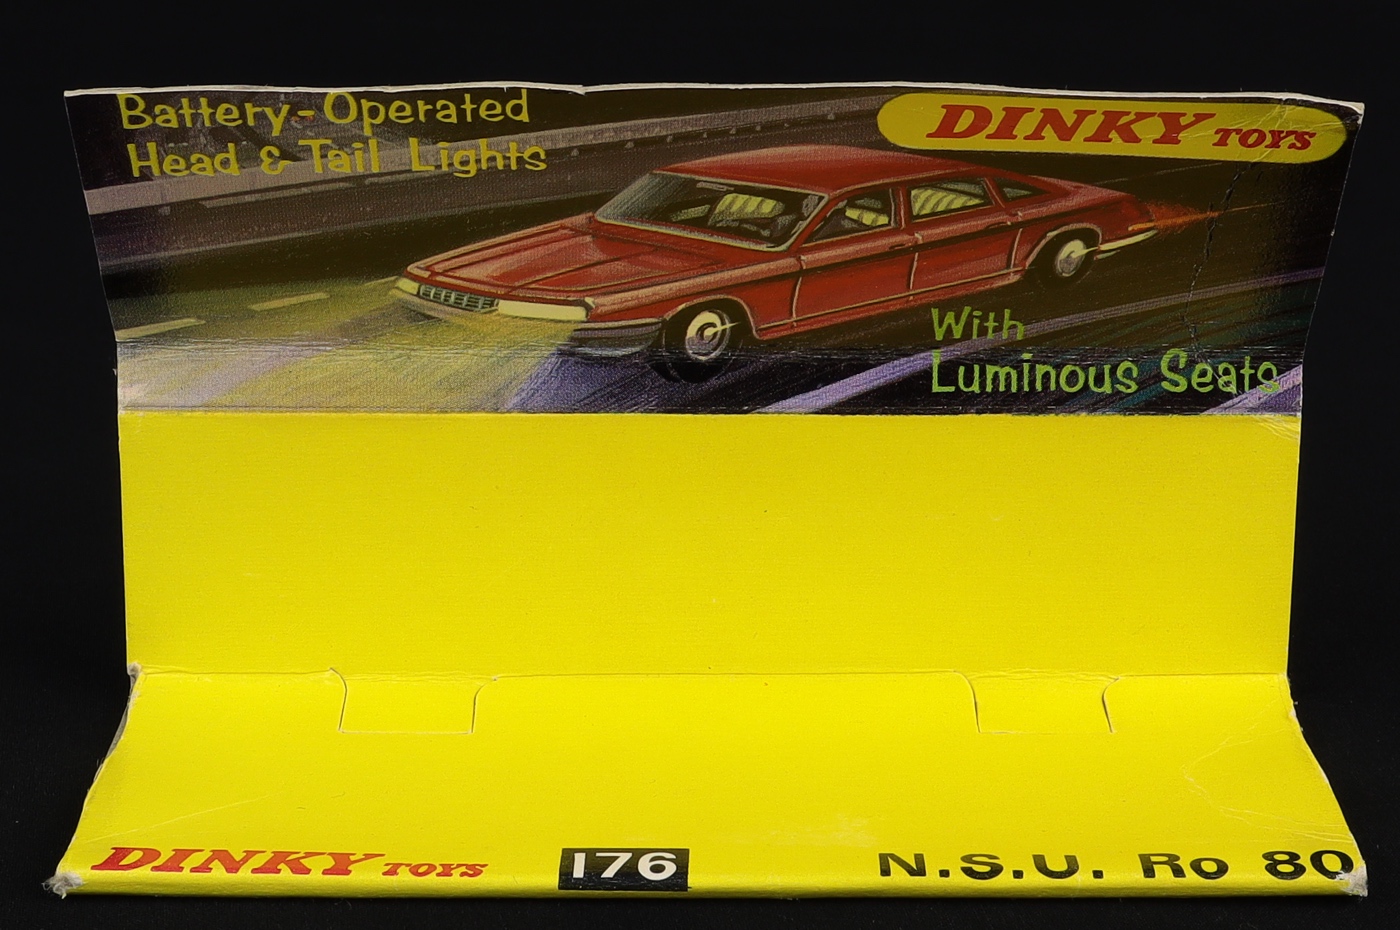 Battery-Operated
Head & Tail Lights
DINKY TOYS
With
Luminous Seats
DINKY TOYS 176 N.S.U. Ro 80